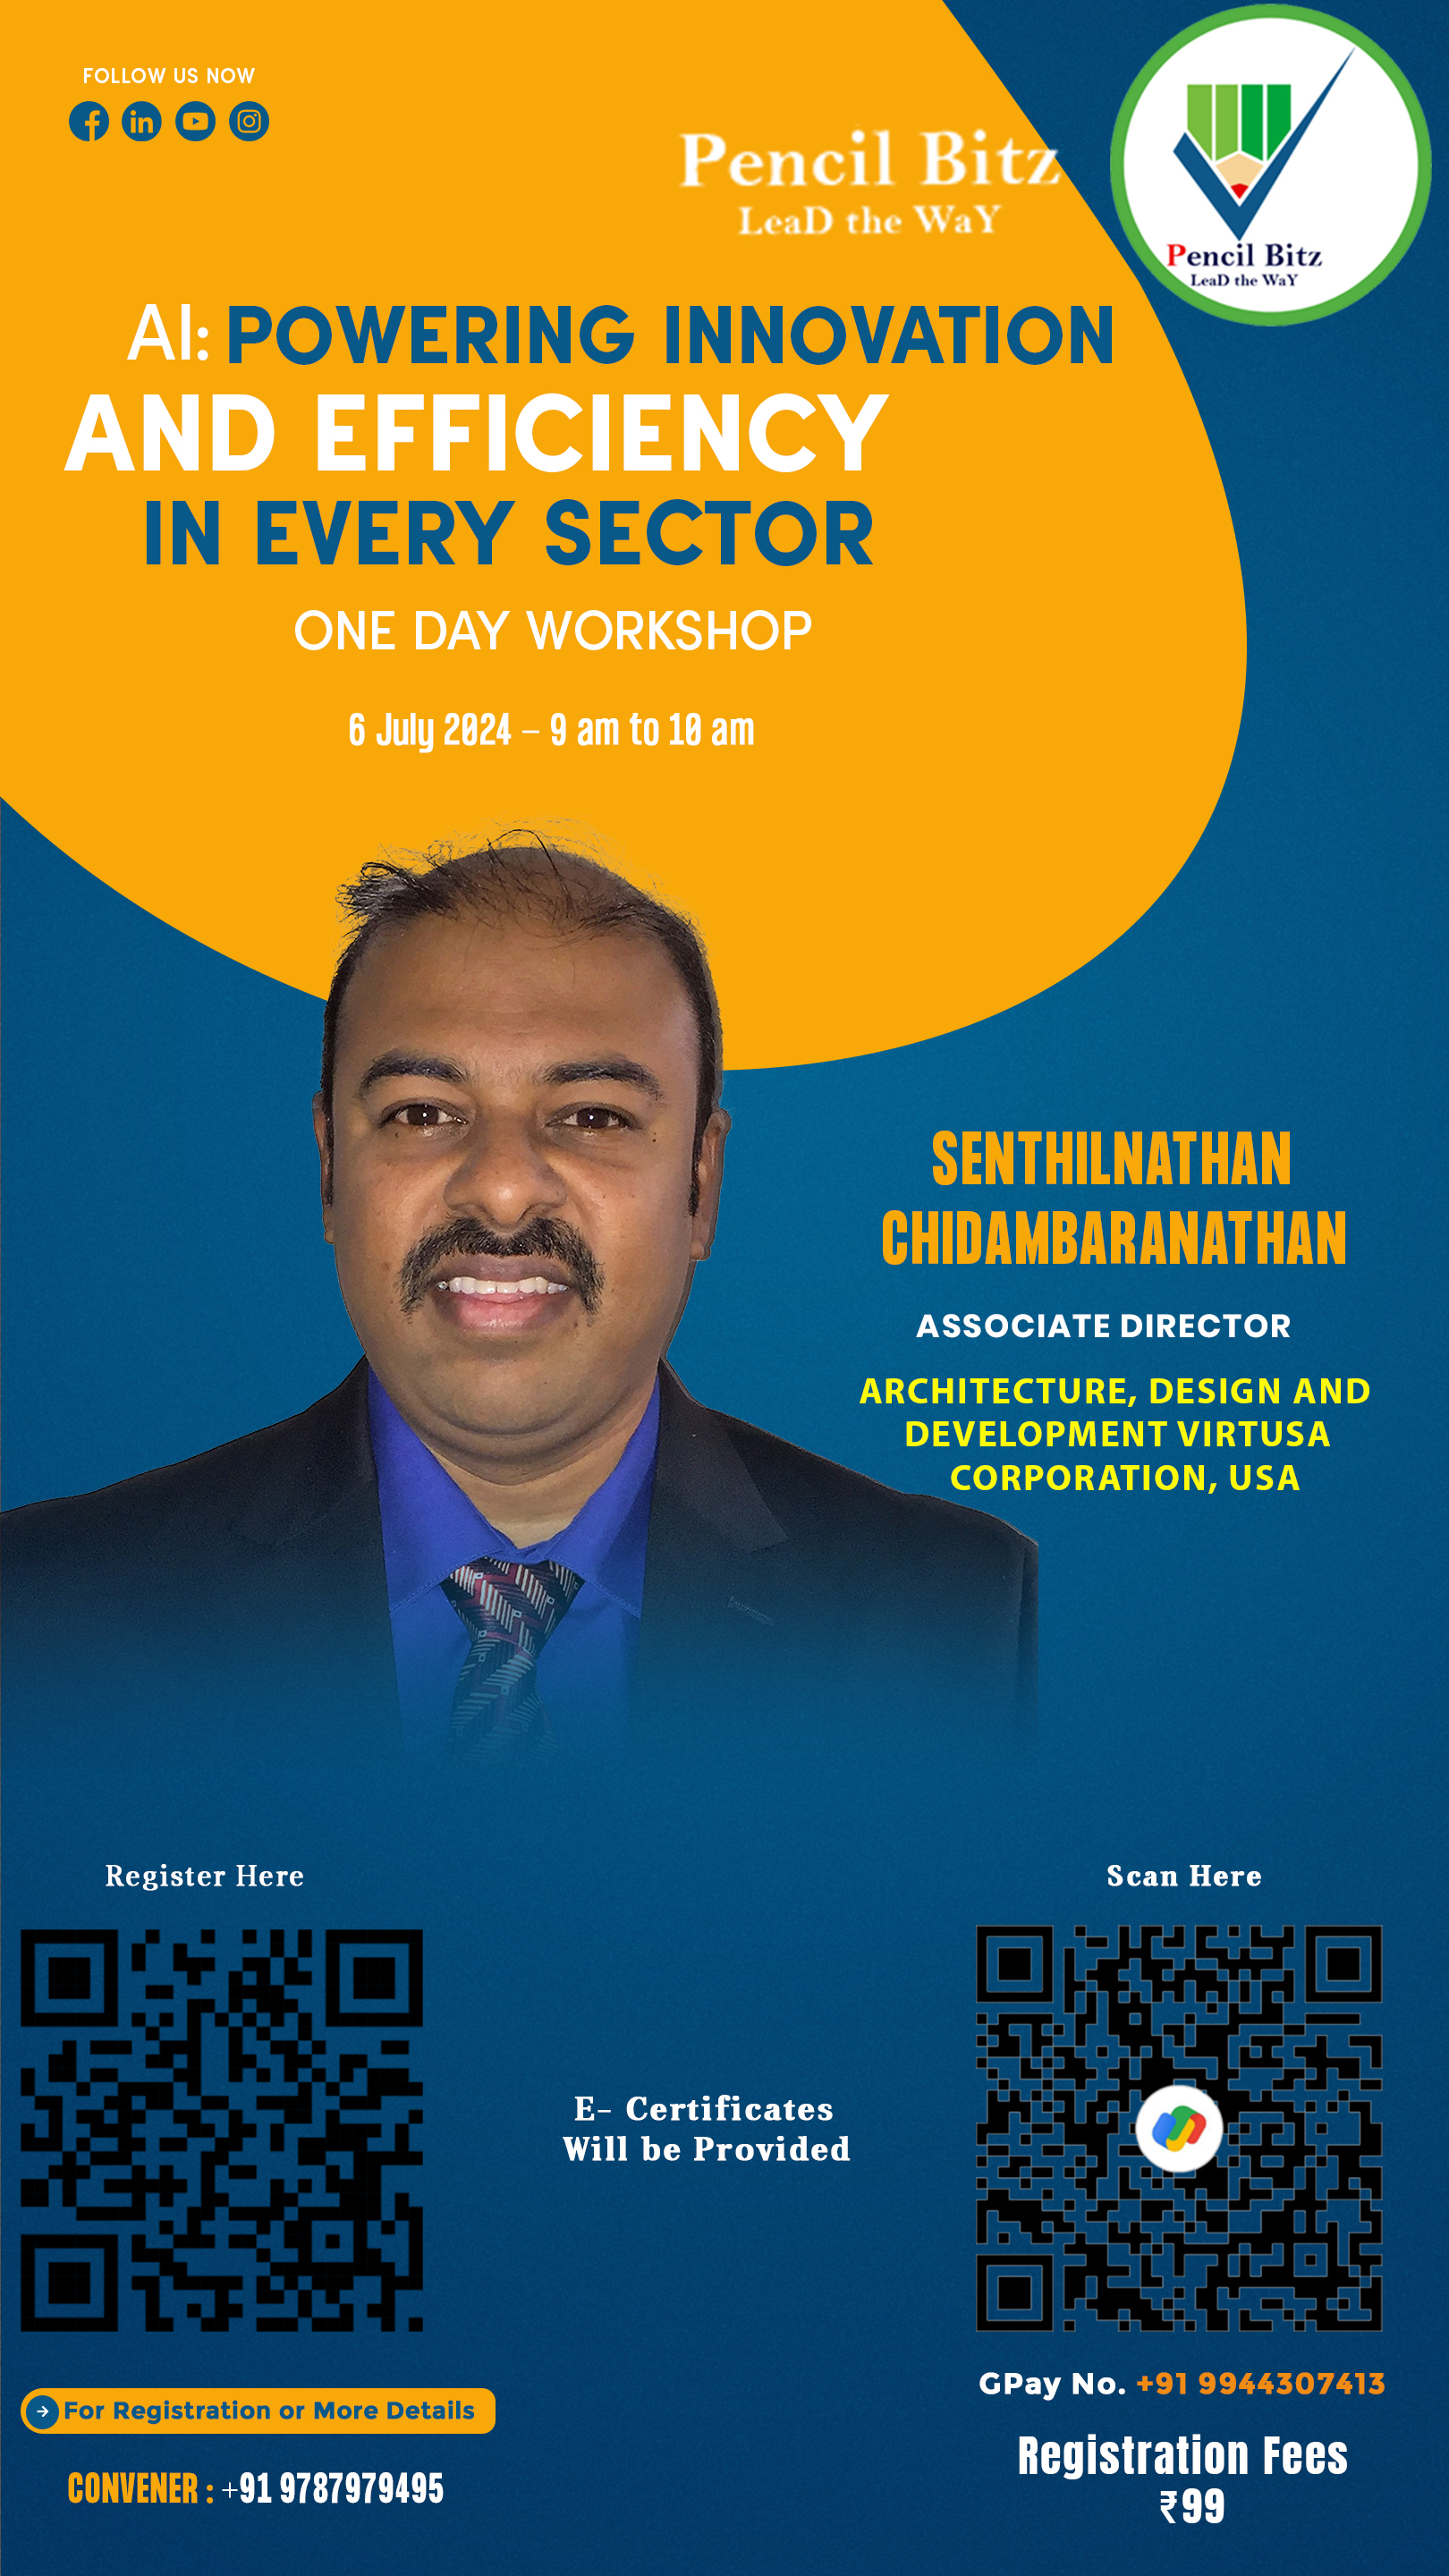 FOLLOW US NOW
Pencil Bitz
LeaD the WaY
Pencil Bitz
LeaD the WaY
AI: POWERING INNOVATION
AND EFFICIENCY
IN EVERY SECTOR
ONE DAY WORKSHOP
6 July 2024 – 9 am to 10 am
SENTHILNATHAN
CHIDAMBARANATHAN
ASSOCIATE DIRECTOR
ARCHITECTURE, DESIGN AND
DEVELOPMENT VIRTUSA
CORPORATION, USA
Register Here
Scan Here
E- Certificates
Will be Provided
For Registration or More Details
CONVENER : +91 9787979495
GPay No. +91 9944307413
Registration Fees
₹99